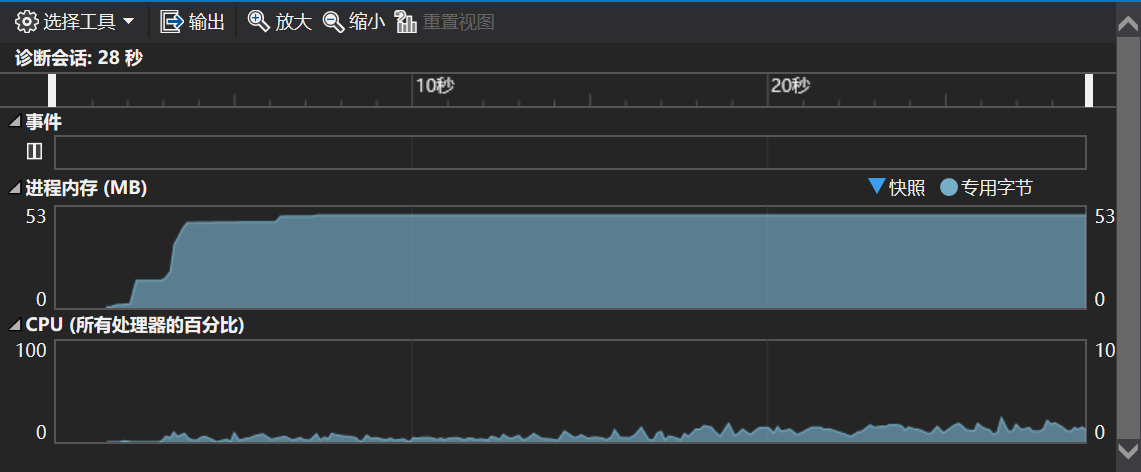 选择工具 输出 放大 缩小 重置视图
诊断会话: 28 秒
10秒 20秒
事件
进程内存 (MB) 快照 专用字节
53 53
0 0
CPU (所有处理器的百分比)
100 10
0 0